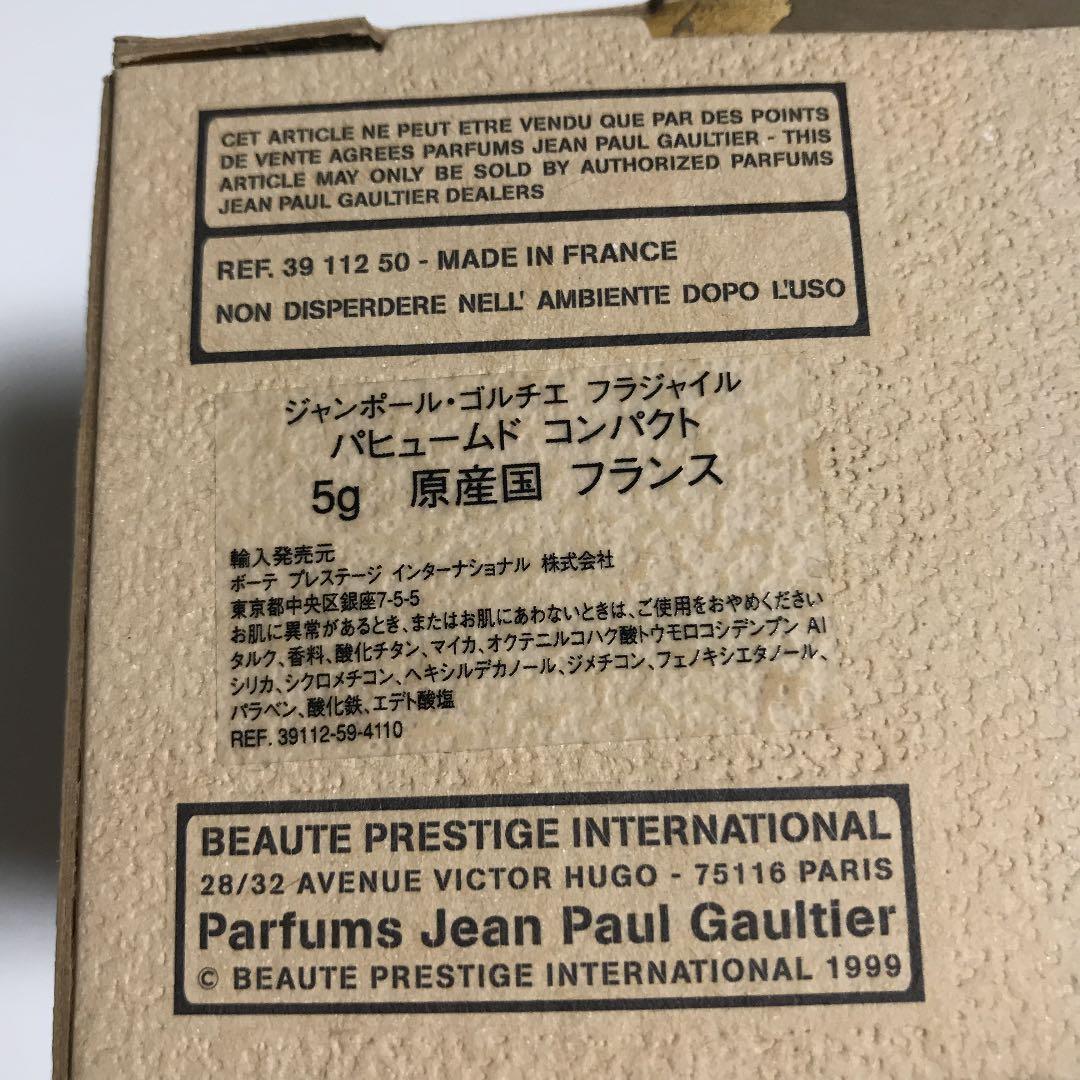 CET ARTICLE NE PEUT ETRE VENDU QUE PAR DES POINTS
DE VENTE AGREES PARFUMS JEAN PAUL GAULTIER - THIS
ARTICLE MAY ONLY BE SOLD BY AUTHORIZED PARFUMS
JEAN PAUL GAULTIER DEALERS
REF. 39 112 50 - MADE IN FRANCE
NON DISPERDERE NELL' AMBIENTE DOPO L'USO
ジャンポール・ゴルチエ フラジャイル
パヒュームド コンパクト
5g 原産国 フランス
輸入発売元
ボーテ プレステージ インターナショナル 株式会社
東京都中央区銀座7-5-5
お肌に異常があるとき、またはお肌にあわないときは、ご使用をおやめください
タルク、香料、酸化チタン、マイカ、オクテニルコハク酸トウモロコシデンプン Al
シリカ、シクロメチコン、ヘキシルデカノール、ジメチコン、フェノキシエタノール、
パラベン、酸化鉄、エデト酸塩
REF. 39112-59-4110
BEAUTE PRESTIGE INTERNATIONAL
28/32 AVENUE VICTOR HUGO - 75116 PARIS
Parfums Jean Paul Gaultier
© BEAUTE PRESTIGE INTERNATIONAL 1999